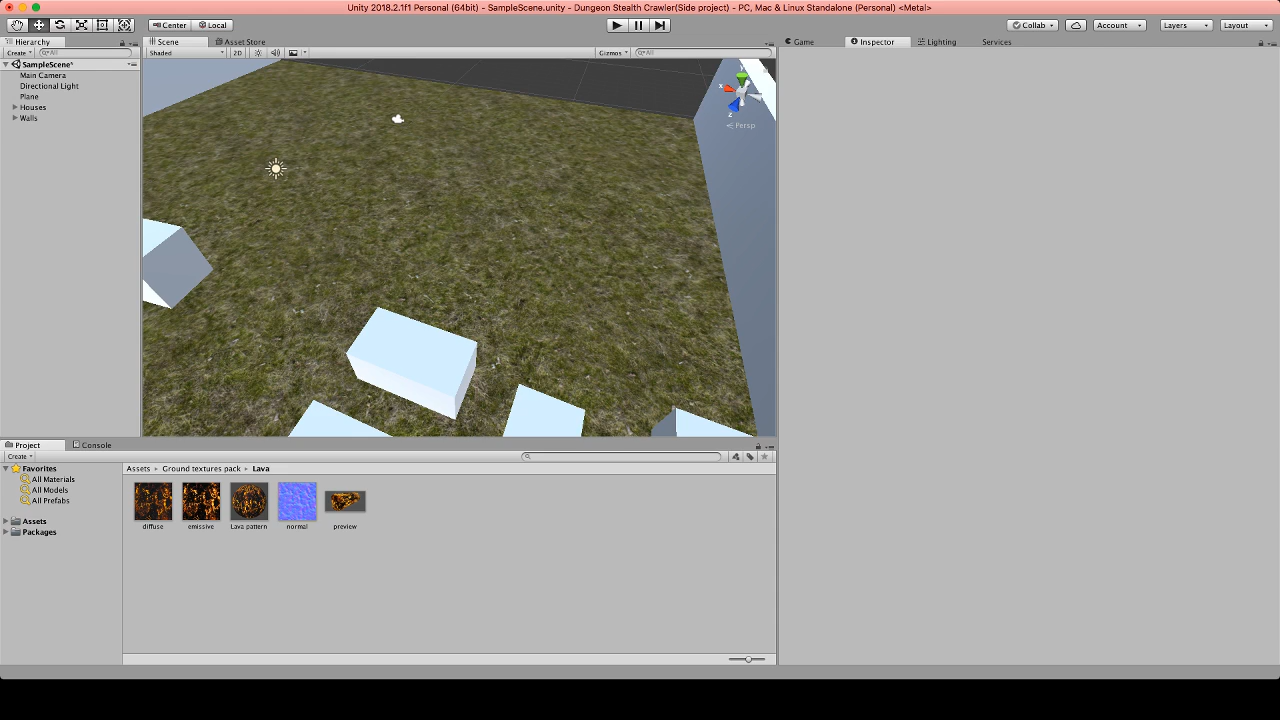 Unity 2018.2.1f1 Personal (64bit) - SampleScene.unity - Dungeon Stealth Crawler(Side project) - PC, Mac & Linux Standalone (Personal) <Metal>
Center Local Collab Account Layers Layout
Hierarchy Scene Asset Store Game Inspector Lighting Services
Create All Shaded 2D Gizmos All
SampleScene*
Main Camera
Directional Light
Plane
Houses
Walls
y
x
z
Persp
Project Console
Create
Favorites
All Materials
All Models
All Prefabs
Assets
Packages
Assets Ground textures pack Lava
diffuse emissive Lava pattern normal preview